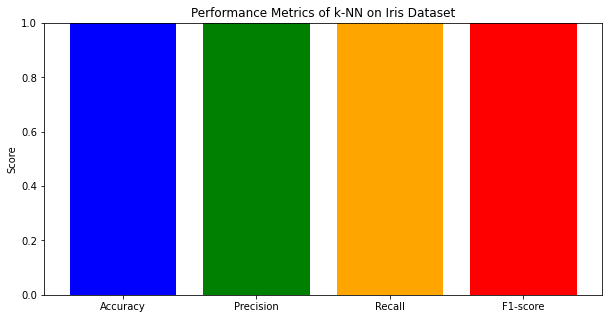 Performance Metrics of k-NN on Iris Dataset
1.0
0.8
0.6
0.4
0.2
0.0
Score
Accuracy Precision Recall F1-score